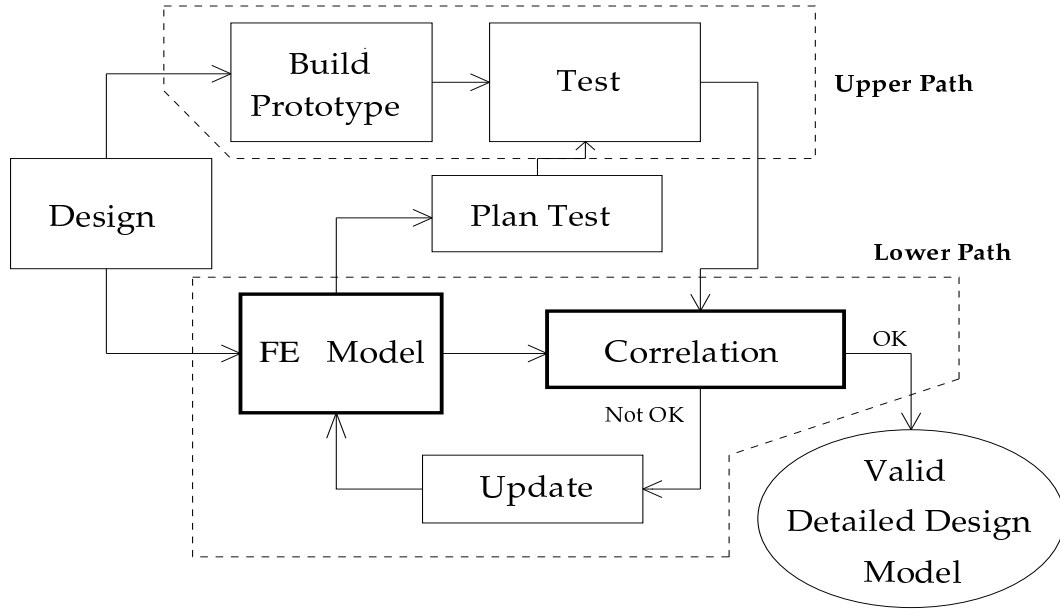 Build
Prototype
Test
Upper Path
Design
Plan Test
Lower Path
FE Model
Correlation
OK
Not OK
Update
Valid
Detailed Design
Model